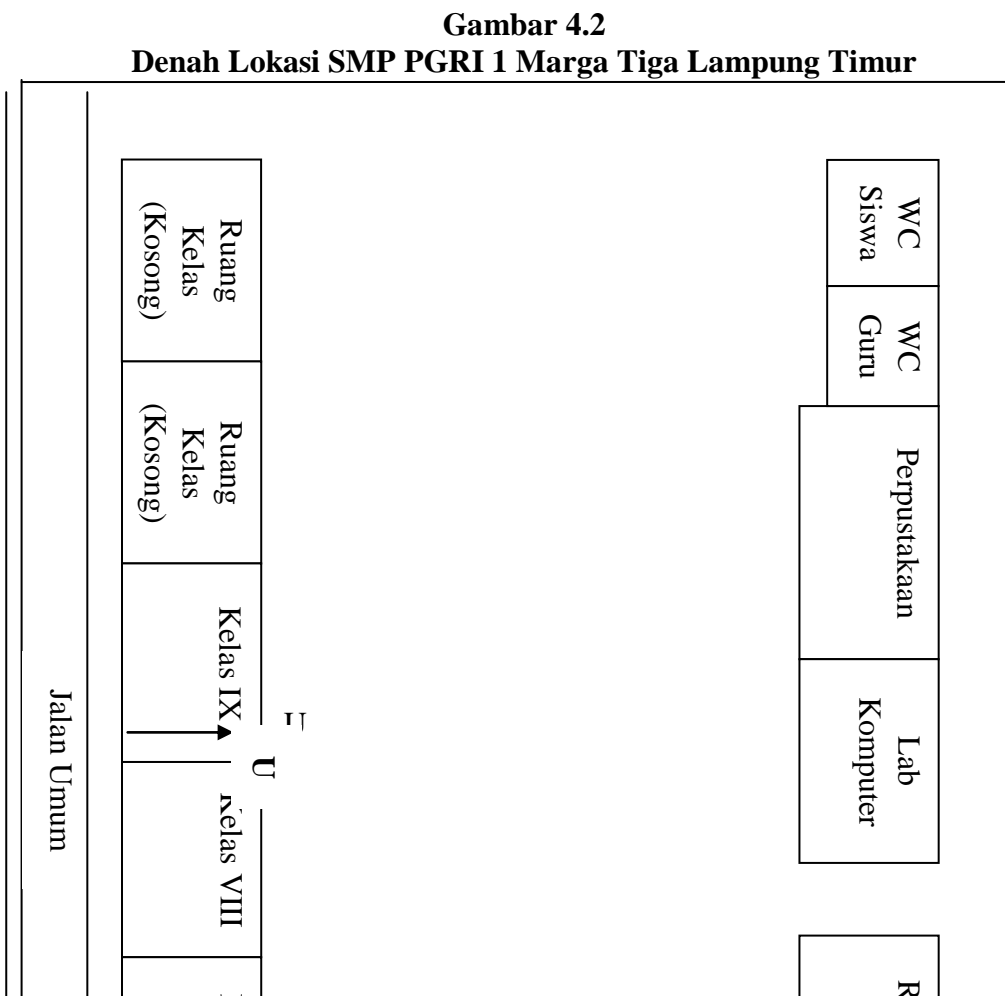 Gambar 4.2
Denah Lokasi SMP PGRI 1 Marga Tiga Lampung Timur
Ruang
Kelas
(Kosong)
Ruang
Kelas
(Kosong)
Kelas IX
U
U
Kelas VIII
Jalan Umum
WC
Siswa
WC
Guru
Perpustakaan
Lab
Komputer